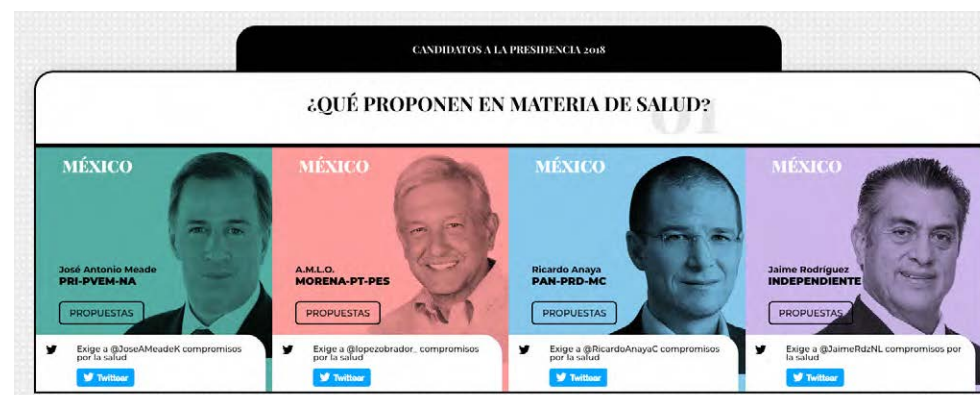 CANDIDATOS A LA PRESIDENCIA 2018
¿QUÉ PROPONEN EN MATERIA DE SALUD?
01
MÉXICO
José Antonio Meade
PRI-PVEM-NA
PROPUESTAS
Exige a @JoseAMeadeK compromisos
por la salud
Twittear
MÉXICO
A.M.L.O.
MORENA-PT-PES
PROPUESTAS
Exige a @lopezobrador_ compromisos
por la salud
Twittear
MÉXICO
Ricardo Anaya
PAN-PRD-MC
PROPUESTAS
Exige a @RicardoAnayaC compromisos
por la salud
Twittear
MÉXICO
Jaime Rodríguez
INDEPENDIENTE
PROPUESTAS
Exige a @JaimeRdzNL compromisos por
la salud
Twittear